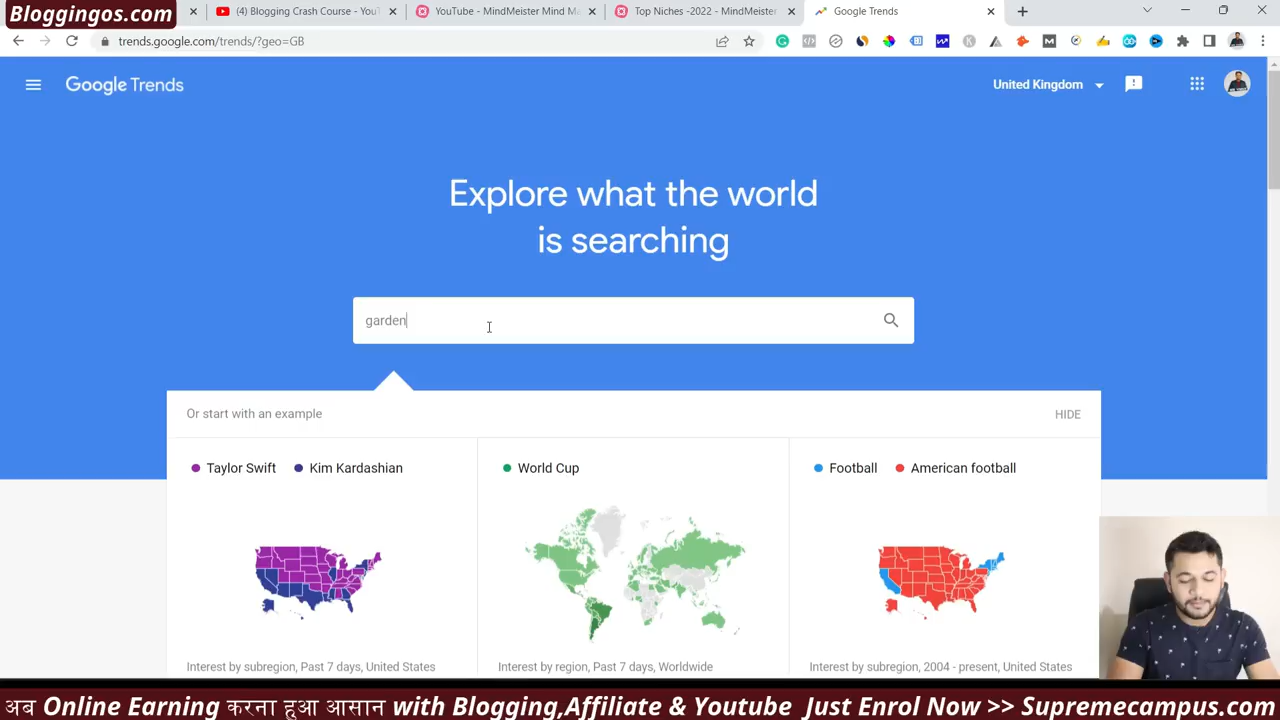 Bloggingos.com
(4) Blogging Crash Course - You
YouTube - MindMeister Mind M
Top Niches -2022 - MindMeister
Google Trends
trends.google.com/trends/?geo=GB
Google Trends
United Kingdom
Explore what the world
is searching
garden
Or start with an example
HIDE
Taylor Swift
Kim Kardashian
World Cup
Football
American football
Interest by subregion, Past 7 days, United States
Interest by region, Past 7 days, Worldwide
Interest by subregion, 2004 - present, United States
अब Online Earning करना हुआ आसान with Blogging,Affiliate & Youtube Just Enrol Now >> Supremecampus.com